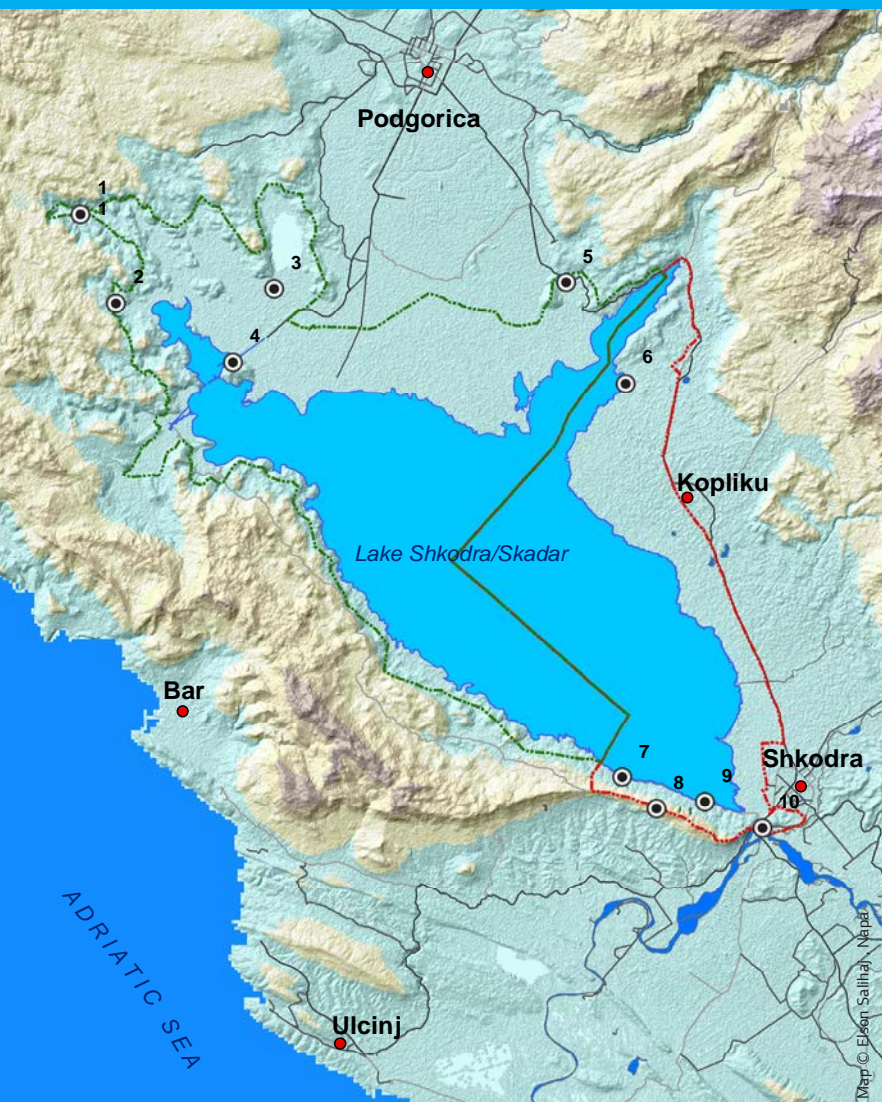 Podgorica
1
1
5
2
3
4
6
Kopliku
Lake Shkodra/Skadar
Bar
Shkodra
7
8
9
10
ADRIATIC SEA
Ulcinj
Map © Elson Salihaj, Napa